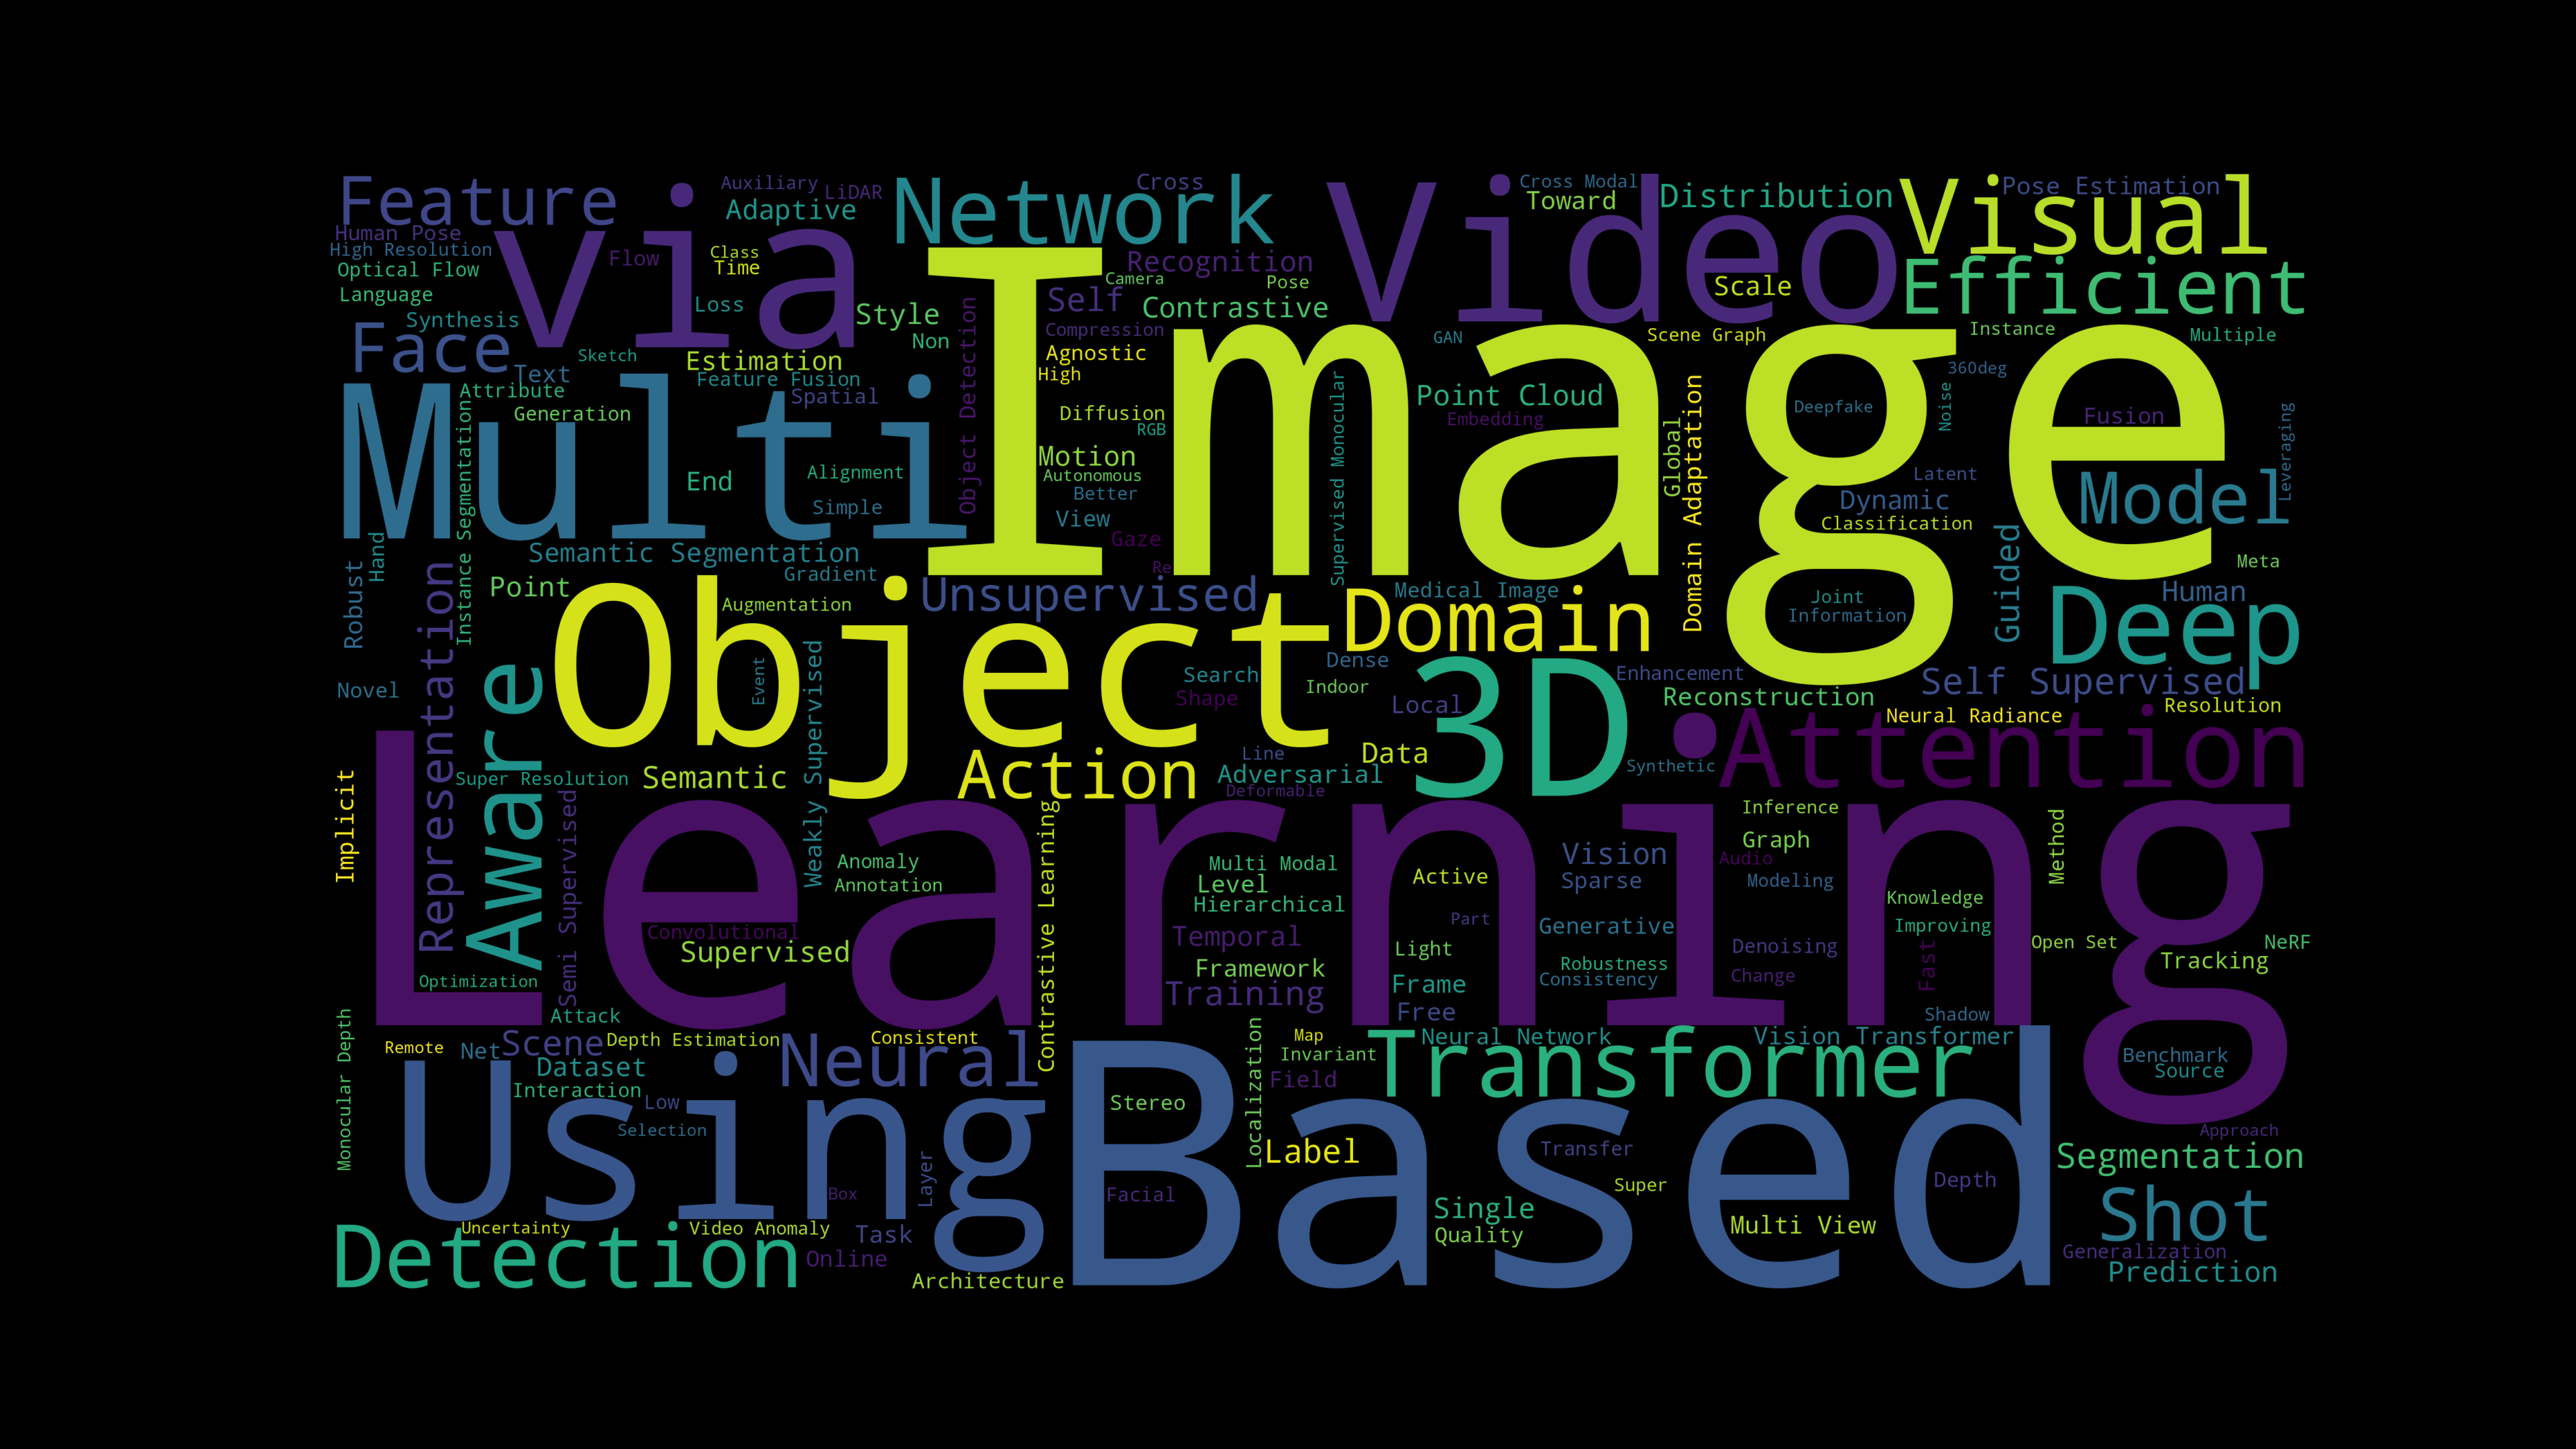 Feature
via
Auxiliary
LiDAR
Adaptive
Network
Cross
Video
Cross Modal
Toward
Distribution
Visual
Pose Estimation
Human Pose
High Resolution
Optical Flow
Language
Flow
Class
Time
Loss
Style
Recognition
Camera
Pose
Self
Contrastive
Scale
Efficient
Synthesis
Face
Text
Sketch
Estimation
Non
Object Detection
Compression
Agnostic
High
Image
GAN
Scene Graph
Instance
Multiple
360deg
Attribute
Generation
Feature Fusion
Spatial
Multi
Diffusion
RGB
Supervised Monocular
Point Cloud
Embedding
Global
Domain Adaptation
Deepfake
Noise
Fusion
Leveraging
Instance Segmentation
End
Alignment
Simple
Motion
Autonomous
Better
View
Gaze
Re
Latent
Dynamic
Classification
Model
Guided
Meta
Hand
Robust
Semantic Segmentation
Gradient
Point
Augmentation
Unsupervised
Medical Image
Domain
Joint
Information
Human
Deep
Representation
Object
Event
Weakly Supervised
Search
Shape
Dense
Indoor
Local
3D
Enhancement
Reconstruction
Self Supervised
Resolution
Neural Radiance
Attention
Novel
Aware
Super Resolution
Semantic
Action
Line
Adversarial
Deformable
Data
Synthetic
Implicit
Semi Supervised
Learning
Anomaly
Annotation
Contrastive Learning
Multi Modal
Level
Hierarchical
Active
Vision
Sparse
Inference
Graph
Audio
Modeling
Method
Knowledge
Improving
Convolutional
Supervised
Temporal
Framework
Training
Part
Light
Frame
Free
Generative
Robustness
Consistency
Denoising
Change
Fast
Open Set
NeRF
Tracking
Optimization
Attack
Shadow
Monocular Depth
Remote
Net
Scene
Depth Estimation
Dataset
Interaction
Neural
Consistent
Localization
Map
Invariant
Field
Neural Network
Transformer
Vision Transformer
Benchmark
Source
Using
Low
Selection
Based
Stereo
Label
Transfer
Approach
Segmentation
Layer
Box
Facial
Super
Depth
Shot
Single
Quality
Multi View
Uncertainty
Video Anomaly
Task
Online
Detection
Architecture
Generalization
Prediction